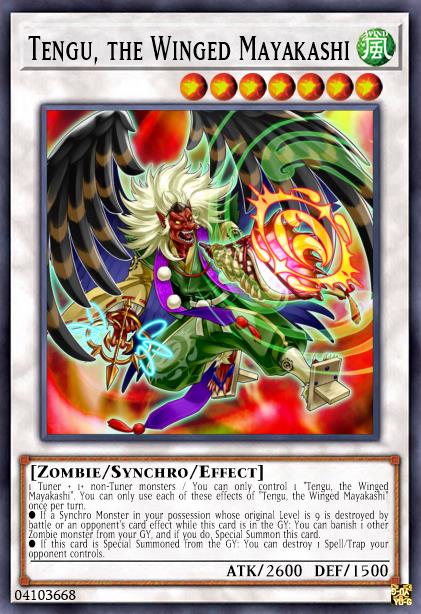 TENGU, THE WINGED MAYAKASHI
WIND
風
[ZOMBIE/SYNCHRO/EFFECT]
1 Tuner + 1+ non-Tuner monsters / You can only control 1 "Tengu, the Winged
Mayakashi". You can only use each of these effects of "Tengu, the Winged Mayakashi"
once per turn.
● If a Synchro Monster in your possession whose original Level is 9 is destroyed by
battle or an opponent's card effect while this card is in the GY: You can banish 1 other
Zombie monster from your GY, and if you do, Special Summon this card.
● If this card is Special Summoned from the GY: You can destroy 1 Spell/Trap your
opponent controls.
ATK/2600 DEF/1500
04103668